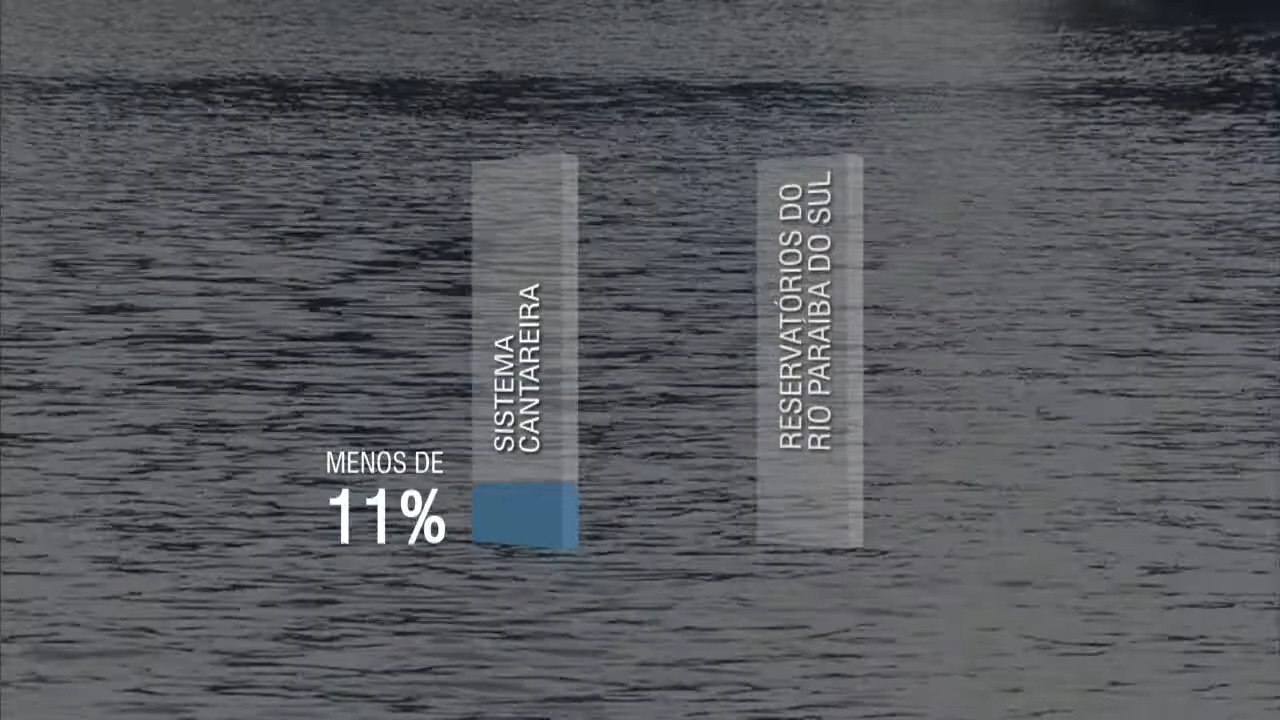 SISTEMA
CANTAREIRA
MENOS DE
11%
RESERVATÓRIOS DO
RIO PARAÍBA DO SUL